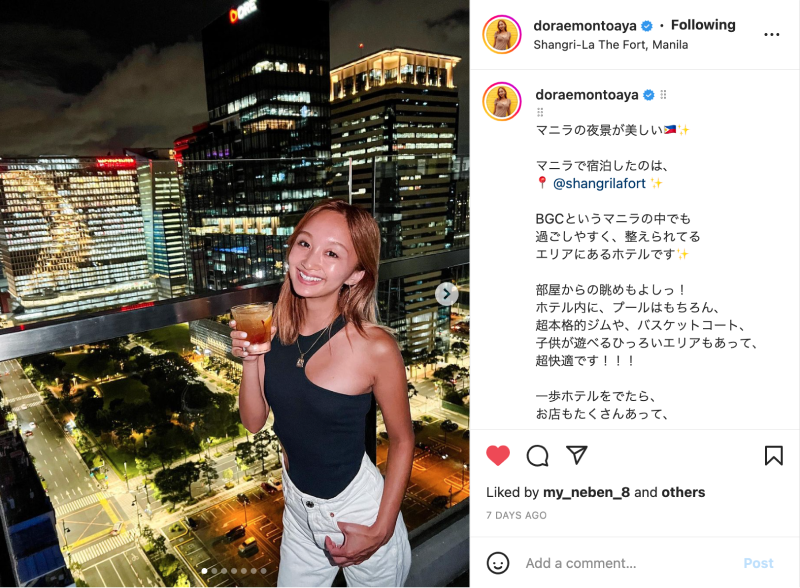 doraemontoaya • Following
Shangri-La The Fort, Manila
doraemontoaya
マニラの夜景が美しい🇵🇭✨
マニラで宿泊したのは、
📍 @shangrilafort ✨
BGCというマニラの中でも
過ごしやすく、整えられてる
エリアにあるホテルです✨
部屋からの眺めもよしっ！
ホテル内に、プールはもちろん、
超本格的ジムや、バスケットコート、
子供が遊べるひっろいエリアもあって、
超快適です！！！
一歩ホテルをでたら、
お店もたくさんあって、
Liked by my_neben_8 and others
7 DAYS AGO
Add a comment...
Post